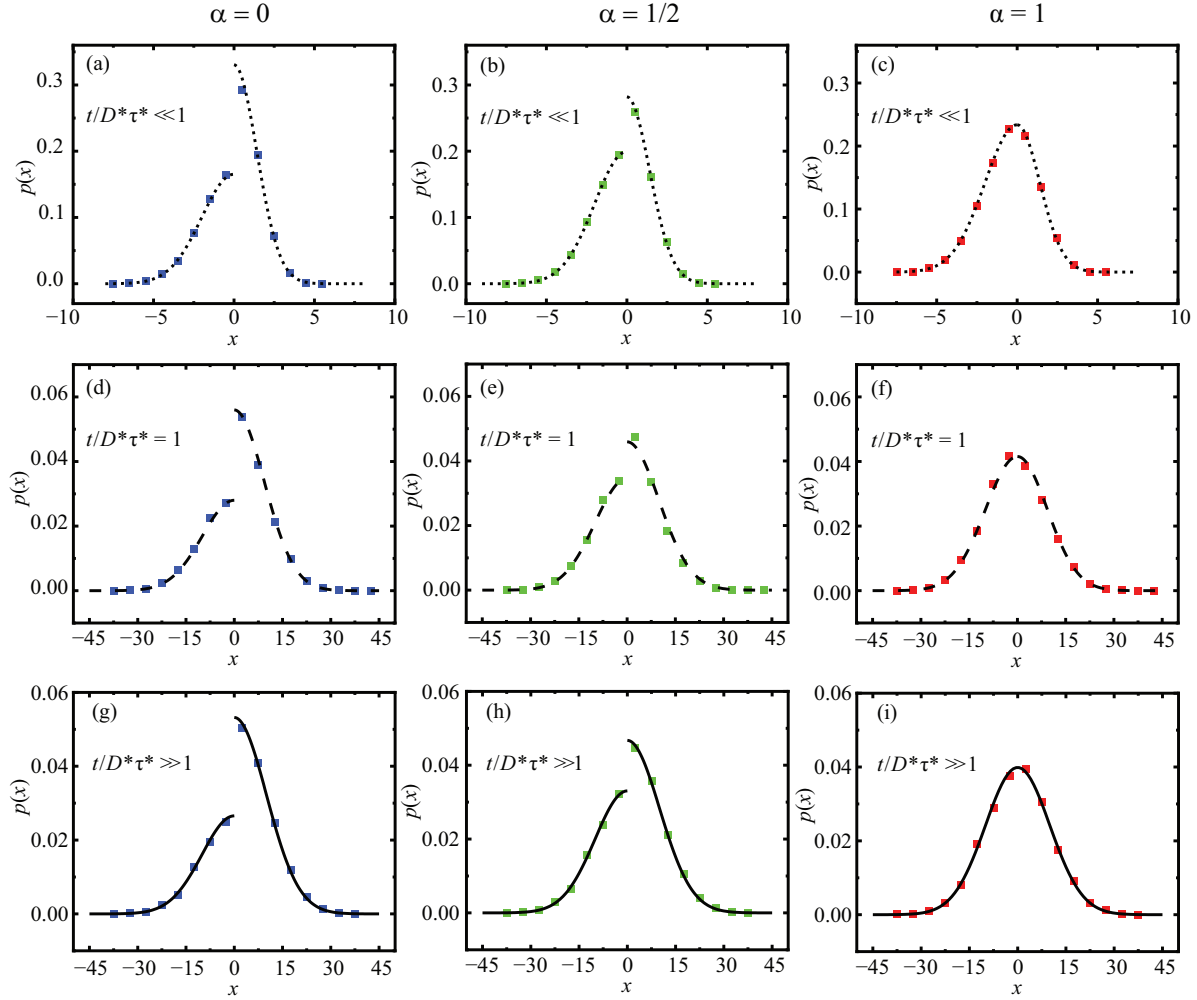 α = 0
α = 1/2
α = 1
(a)
t/D*τ* ≪1
p(x)
0.3
0.2
0.1
0.0
−10 −5 0 5 10
x
(b)
t/D*τ* ≪1
p(x)
0.3
0.2
0.1
0.0
−10 −5 0 5 10
x
(c)
t/D*τ* ≪1
p(x)
0.3
0.2
0.1
0.0
−10 −5 0 5 10
x
(d)
t/D*τ* = 1
p(x)
0.06
0.04
0.02
0.00
−45 −30 −15 0 15 30 45
x
(e)
t/D*τ* = 1
p(x)
0.06
0.04
0.02
0.00
−45 −30 −15 0 15 30 45
x
(f)
t/D*τ* = 1
p(x)
0.06
0.04
0.02
0.00
−45 −30 −15 0 15 30 45
x
(g)
t/D*τ* ≫1
p(x)
0.06
0.04
0.02
0.00
−45 −30 −15 0 15 30 45
x
(h)
t/D*τ* ≫1
p(x)
0.06
0.04
0.02
0.00
−45 −30 −15 0 15 30 45
x
(i)
t/D*τ* ≫1
p(x)
0.06
0.04
0.02
0.00
−45 −30 −15 0 15 30 45
x